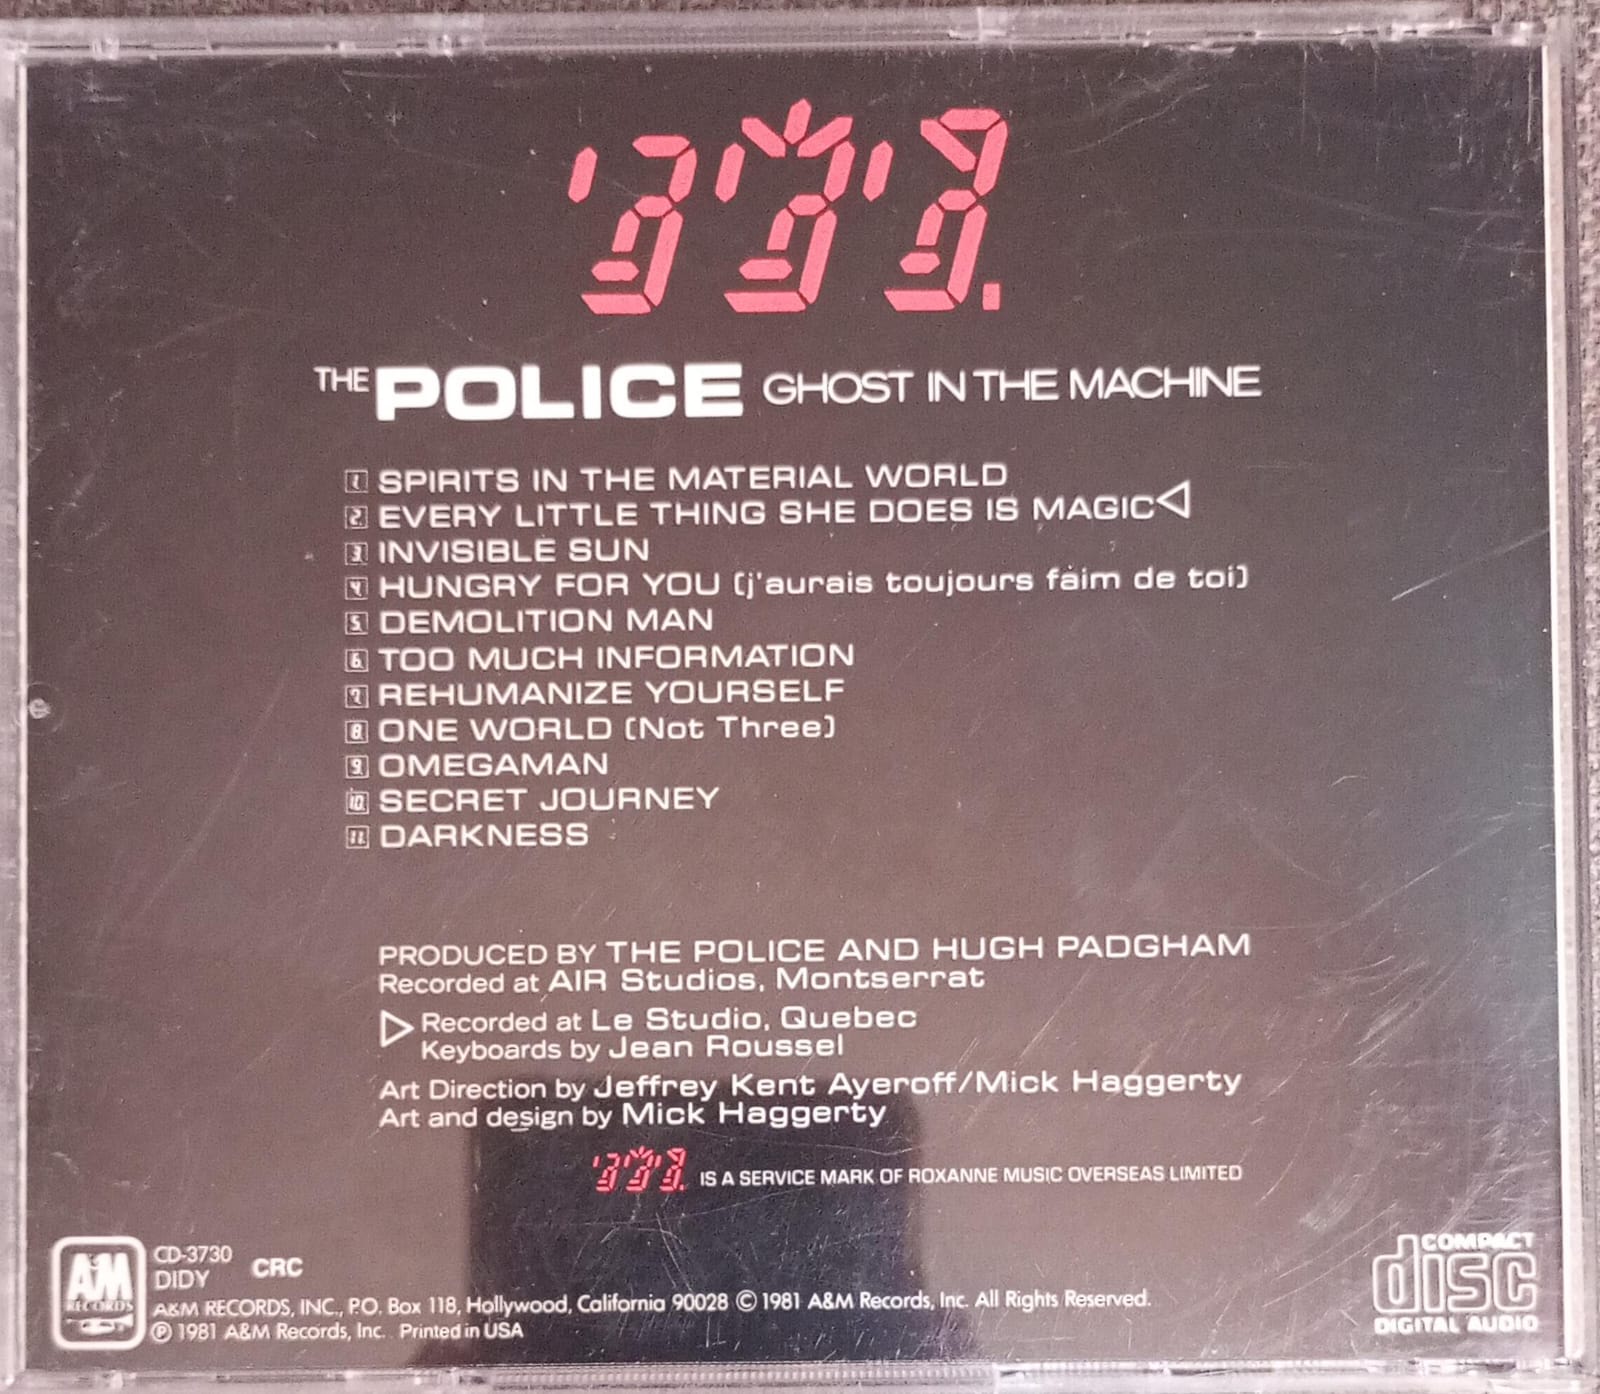 THE POLICE GHOST IN THE MACHINE
1. SPIRITS IN THE MATERIAL WORLD
2. EVERY LITTLE THING SHE DOES IS MAGIC
3. INVISIBLE SUN
4. HUNGRY FOR YOU (j'aurais toujours faim de toi)
5. DEMOLITION MAN
6. TOO MUCH INFORMATION
7. REHUMANIZE YOURSELF
8. ONE WORLD (Not Three)
9. OMEGAMAN
10. SECRET JOURNEY
11. DARKNESS
PRODUCED BY THE POLICE AND HUGH PADGHAM
Recorded at AIR Studios, Montserrat
Recorded at Le Studio, Quebec
Keyboards by Jean Roussel
Art Direction by Jeffrey Kent Ayeroff/Mick Haggerty
Art and design by Mick Haggerty
IS A SERVICE MARK OF ROXANNE MUSIC OVERSEAS LIMITED
A&M RECORDS
CD-3730
DIDY
CRC
A&M RECORDS, INC., P.O. Box 118, Hollywood, California 90028 © 1981 A&M Records, Inc. All Rights Reserved.
℗ 1981 A&M Records, Inc. Printed in USA
COMPACT
disc
DIGITAL AUDIO